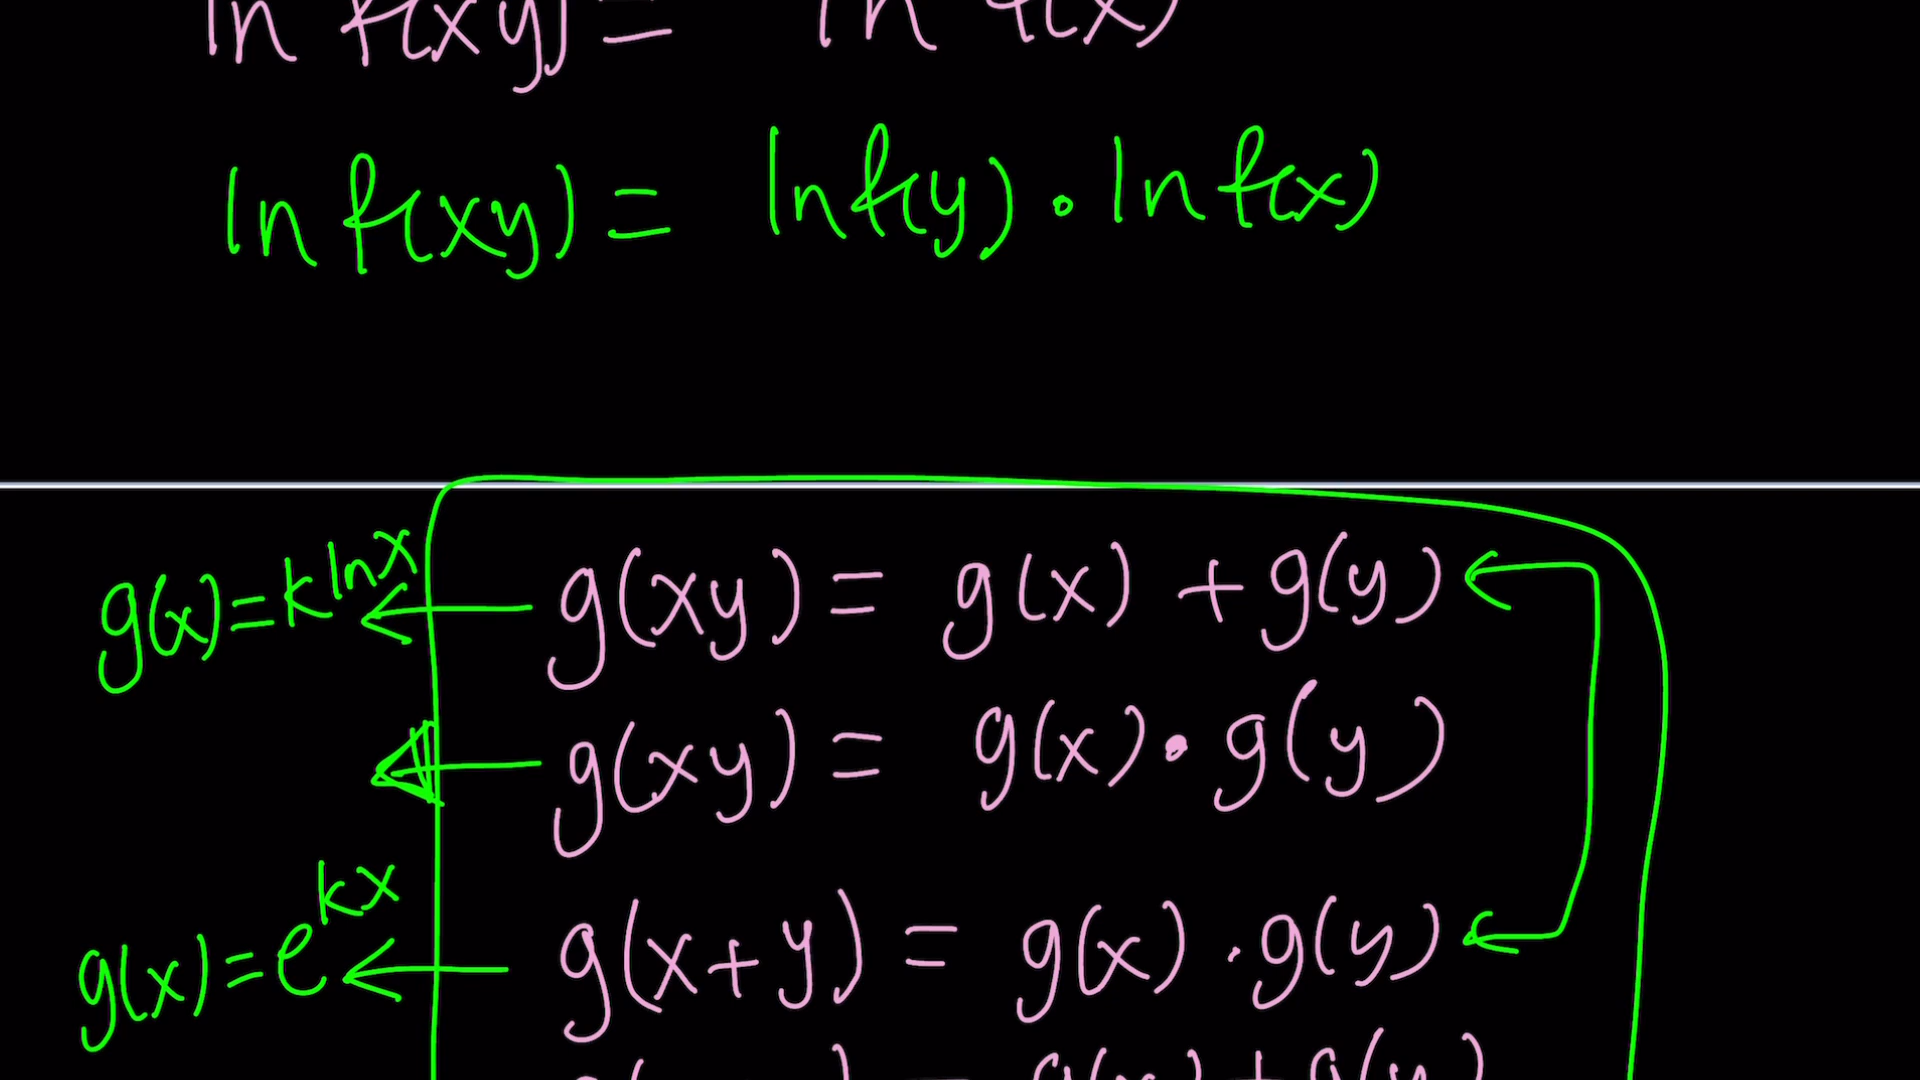 ln f(xy) = ln f(x)
ln f(xy) = ln f(y) · ln f(x)
g(x) = k ln x ← g(xy) = g(x) + g(y)
← g(xy) = g(x) · g(y)
g(x) = e^kx ← g(x+y) = g(x) · g(y)